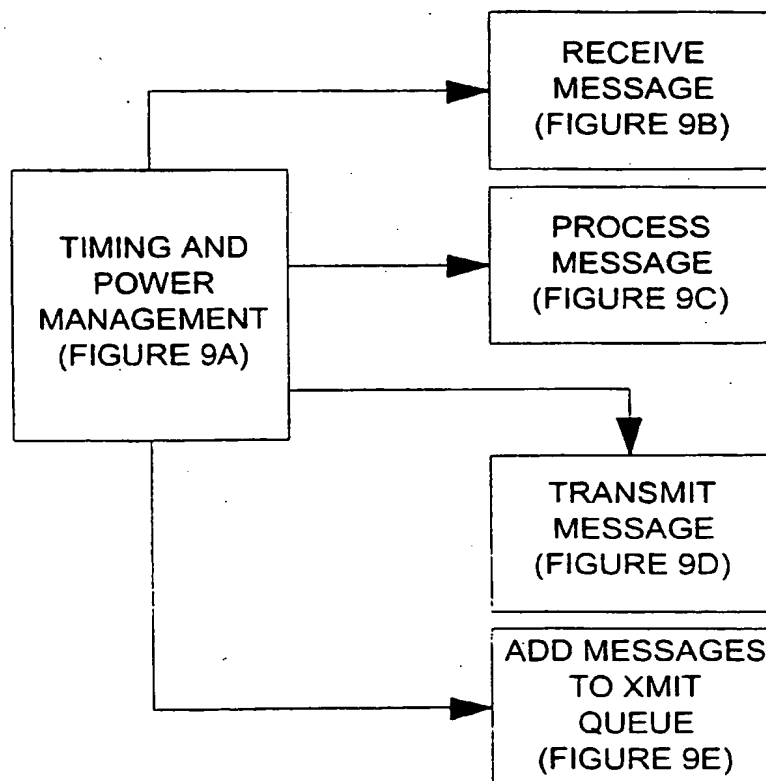 RECEIVE
MESSAGE
(FIGURE 9B)
TIMING AND
POWER
MANAGEMENT
(FIGURE 9A)
PROCESS
MESSAGE
(FIGURE 9C)
TRANSMIT
MESSAGE
(FIGURE 9D)
ADD MESSAGES
TO XMIT
QUEUE
(FIGURE 9E)